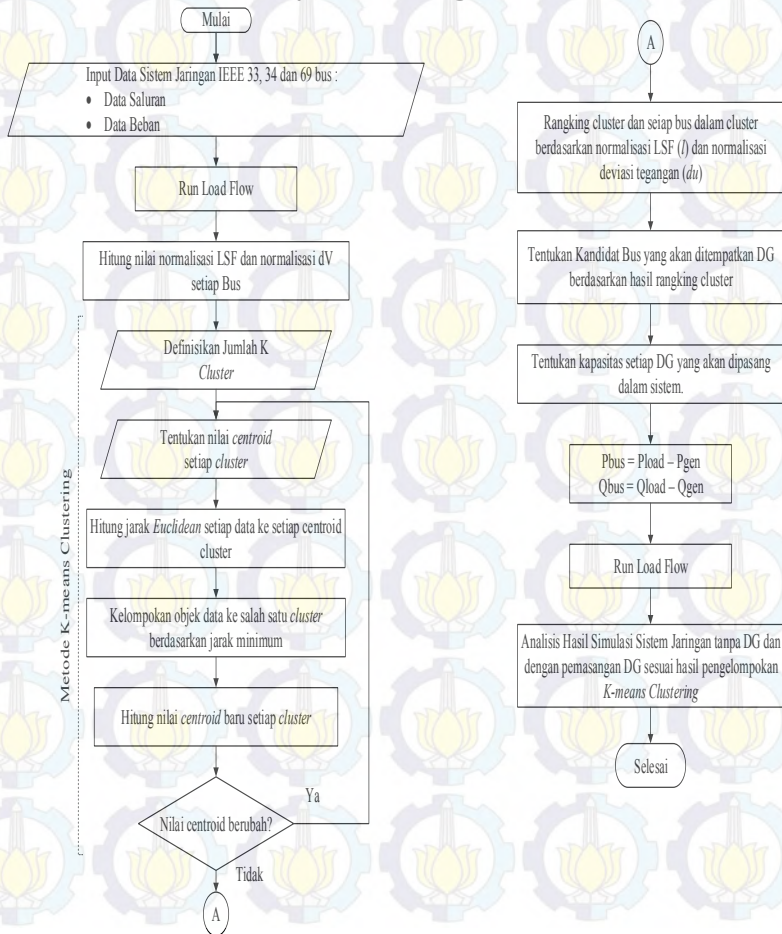 Mulai
Input Data Sistem Jaringan IEEE 33, 34 dan 69 bus :
• Data Saluran
• Data Beban
Run Load Flow
Hitung nilai normalisasi LSF dan normalisasi dV
setiap Bus
Definisikan Jumlah K
Cluster
Tentukan nilai centroid
setiap cluster
Hitung jarak Euclidean setiap data ke setiap centroid
cluster
Kelompokan objek data ke salah satu cluster
berdasarkan jarak minimum
Hitung nilai centroid baru setiap cluster
Nilai centroid berubah?
Ya
Tidak
A
Metode K-means Clustering
A
Rangking cluster dan seiap bus dalam cluster
berdasarkan normalisasi LSF (l) dan normalisasi
deviasi tegangan (du)
Tentukan Kandidat Bus yang akan ditempatkan DG
berdasarkan hasil rangking cluster
Tentukan kapasitas setiap DG yang akan dipasang
dalam sistem.
Pbus = Pload – Pgen
Qbus = Qload – Qgen
Run Load Flow
Analisis Hasil Simulasi Sistem Jaringan tanpa DG dan
dengan pemasangan DG sesuai hasil pengelompokan
K-means Clustering
Selesai